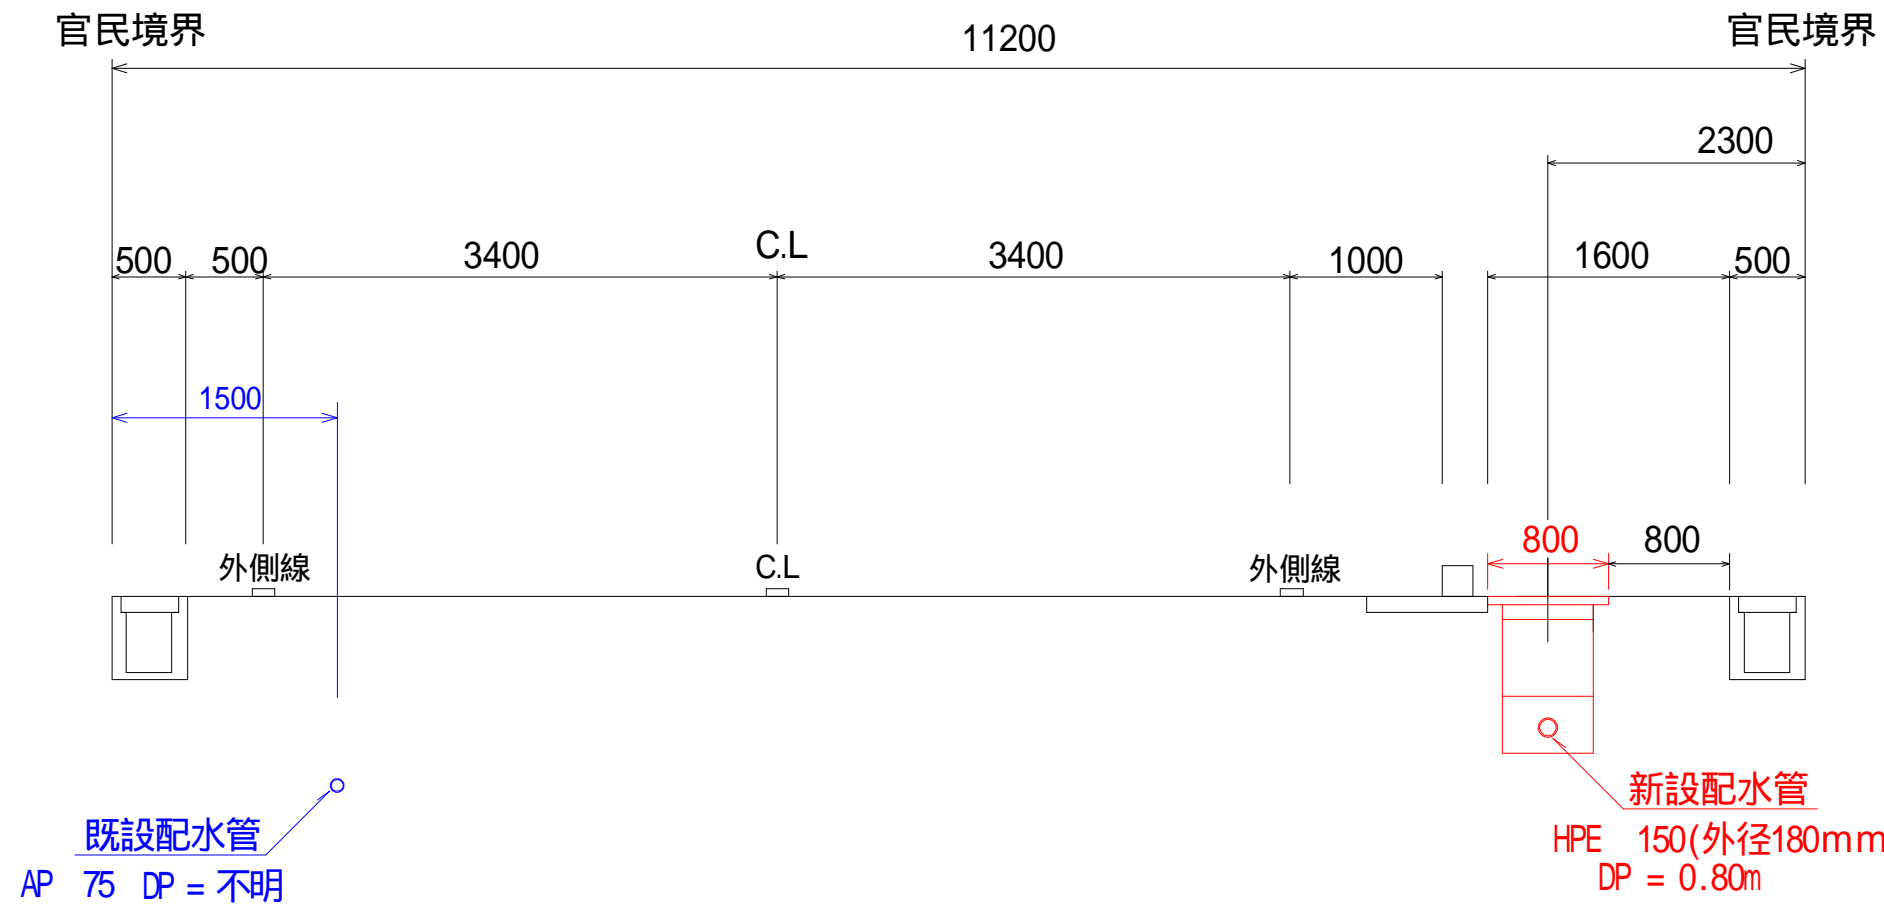 官民境界
11200
官民境界
2300
500
500
3400
C.L
3400
1000
1600
500
1500
外側線
C.L
外側線
800
800
既設配水管
AP 75 DP = 不明
新設配水管
HPE 150(外径180mm
DP = 0.80m